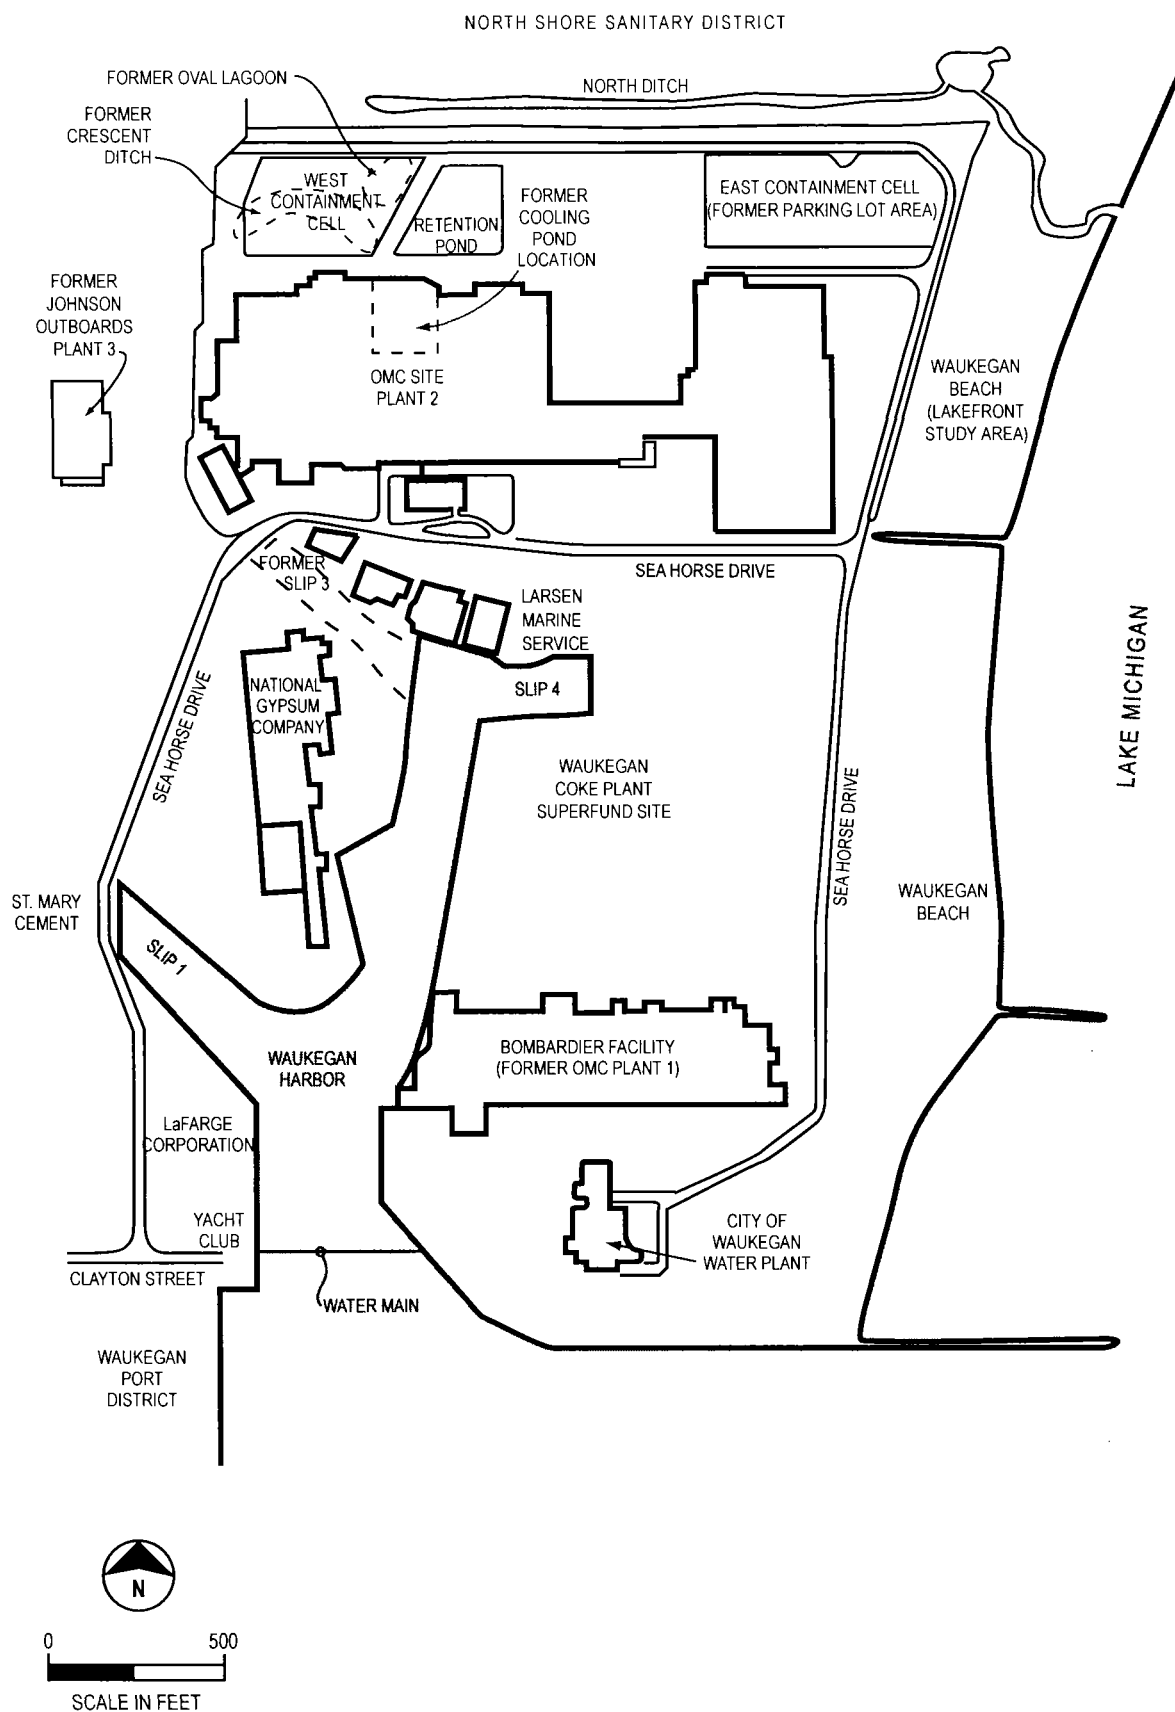 NORTH SHORE SANITARY DISTRICT
FORMER OVAL LAGOON
NORTH DITCH
FORMER
CRESCENT
DITCH
WEST
CONTAINMENT
CELL
RETENTION
POND
FORMER
COOLING
POND
LOCATION
EAST CONTAINMENT CELL
(FORMER PARKING LOT AREA)
FORMER
JOHNSON
OUTBOARDS
PLANT 3
OMC SITE
PLANT 2
WAUKEGAN
BEACH
(LAKEFRONT
STUDY AREA)
FORMER
SLIP 3
SEA HORSE DRIVE
LARSEN
MARINE
SERVICE
SLIP 4
NATIONAL
GYPSUM
COMPANY
SEA HORSE DRIVE
LAKE MICHIGAN
WAUKEGAN
COKE PLANT
SUPERFUND SITE
SEA HORSE DRIVE
WAUKEGAN
BEACH
ST. MARY
CEMENT
SLIP 1
WAUKEGAN
HARBOR
BOMBARDIER FACILITY
(FORMER OMC PLANT 1)
LaFARGE
CORPORATION
YACHT
CLUB
CITY OF
WAUKEGAN
WATER PLANT
CLAYTON STREET
WATER MAIN
WAUKEGAN
PORT
DISTRICT
N
0 500
SCALE IN FEET